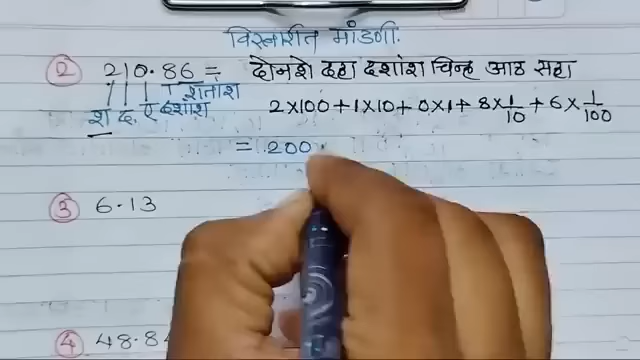 विस्तारीत मांडणी.
② 210.86 = दोनशे दहा दशांश चिन्ह आठ सहा
श द. ए दशांश शतांश
2×100+1×10+0×1+8×1/10+6×1/100
= 200
③ 6.13
④ 48.84